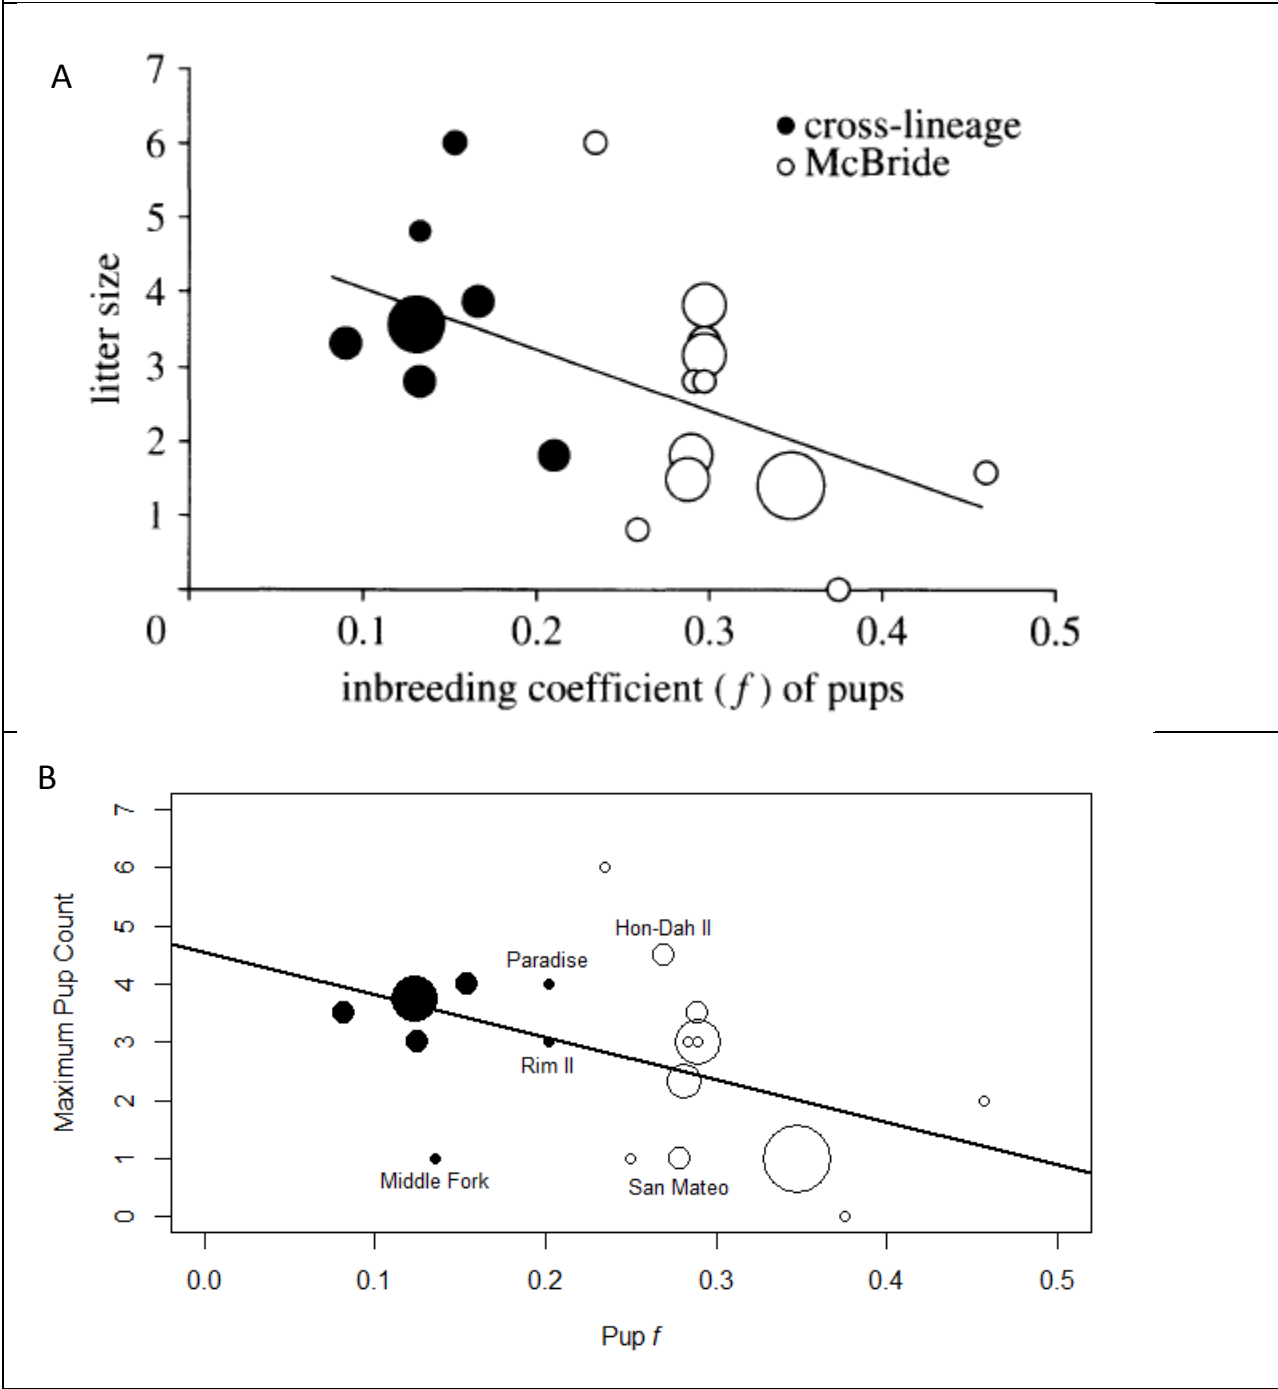 A
7
6
5
4
3
2
1
0
litter size
● cross-lineage
○ McBride
0.1 0.2 0.3 0.4 0.5
inbreeding coefficient (f) of pups
B
7
6
5
4
3
2
1
0
Maximum Pup Count
Hon-Dah II
Paradise
Rim II
Middle Fork
San Mateo
0.0 0.1 0.2 0.3 0.4 0.5
Pup f